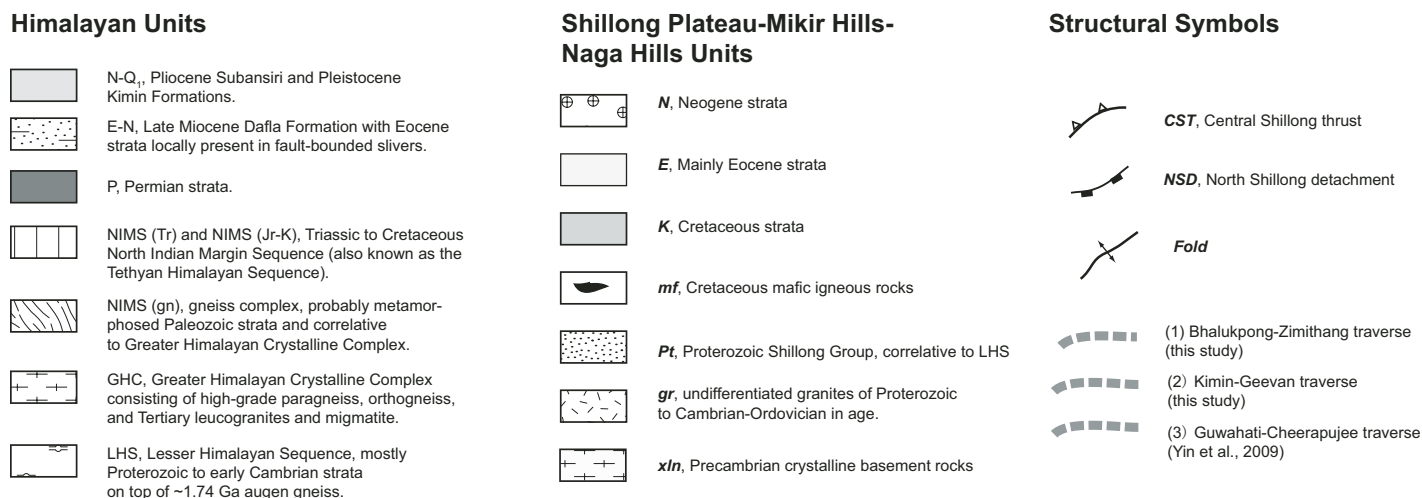 Himalayan Units
N-Q1, Pliocene Subansiri and Pleistocene
Kimin Formations.
E-N, Late Miocene Dafla Formation with Eocene
strata locally present in fault-bounded slivers.
P, Permian strata.
NIMS (Tr) and NIMS (Jr-K), Triassic to Cretaceous
North Indian Margin Sequence (also known as the
Tethyan Himalayan Sequence).
NIMS (gn), gneiss complex, probably metamor-
phosed Paleozoic strata and correlative
to Greater Himalayan Crystalline Complex.
GHC, Greater Himalayan Crystalline Complex
consisting of high-grade paragneiss, orthogneiss,
and Tertiary leucogranites and migmatite.
LHS, Lesser Himalayan Sequence, mostly
Proterozoic to early Cambrian strata
on top of ~1.74 Ga augen gneiss.
Shillong Plateau-Mikir Hills-
Naga Hills Units
N, Neogene strata
E, Mainly Eocene strata
K, Cretaceous strata
mf, Cretaceous mafic igneous rocks
Pt, Proterozoic Shillong Group, correlative to LHS
gr, undifferentiated granites of Proterozoic
to Cambrian-Ordovician in age.
xln, Precambrian crystalline basement rocks
Structural Symbols
CST, Central Shillong thrust
NSD, North Shillong detachment
Fold
(1) Bhalukpong-Zimithang traverse
(this study)
(2) Kimin-Geevan traverse
(this study)
(3) Guwahati-Cheerapujee traverse
(Yin et al., 2009)